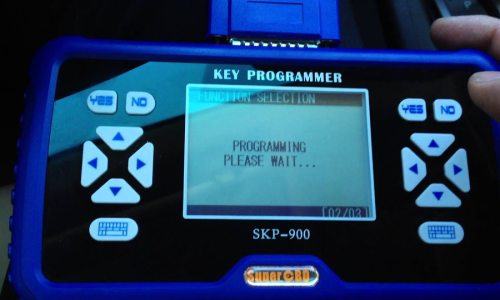 KEY PROGRAMMER
YES NO
FUNCTION SELECTION
YES NO
PROGRAMMING
PLEASE WAIT...
[02/03]
SKP-900
SuperOBD